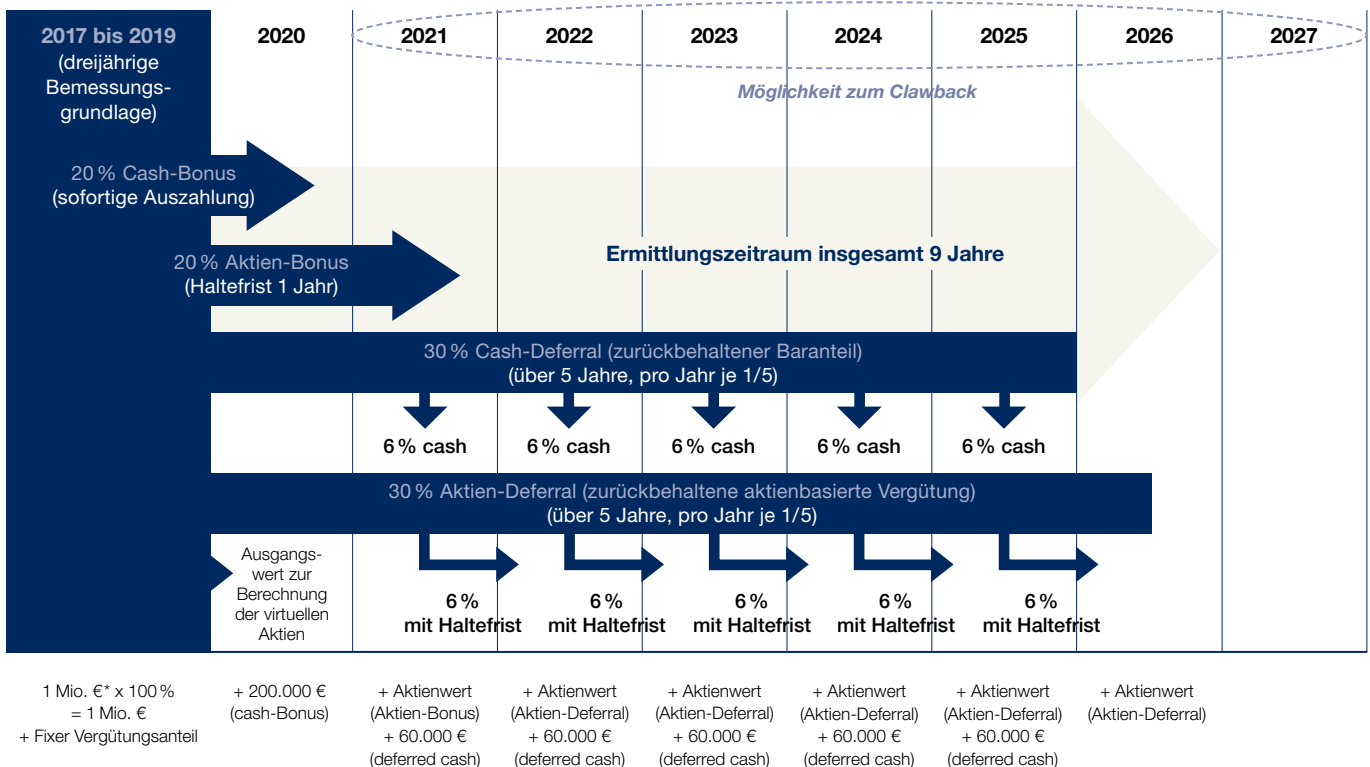 2017 bis 2019
(dreijährige
Bemessungs-
grundlage)
2020
2021
2022
2023
2024
2025
2026
2027
Möglichkeit zum Clawback
20 % Cash-Bonus
(sofortige Auszahlung)
20 % Aktien-Bonus
(Haltefrist 1 Jahr)
Ermittlungszeitraum insgesamt 9 Jahre
30 % Cash-Deferral (zurückbehaltener Baranteil)
(über 5 Jahre, pro Jahr je 1/5)
6 % cash
6 % cash
6 % cash
6 % cash
6 % cash
30 % Aktien-Deferral (zurückbehaltene aktienbasierte Vergütung)
(über 5 Jahre, pro Jahr je 1/5)
Ausgangs-
wert zur
Berechnung
der virtuellen
Aktien
6 %
mit Haltefrist
6 %
mit Haltefrist
6 %
mit Haltefrist
6 %
mit Haltefrist
6 %
mit Haltefrist
1 Mio. €* x 100 %
= 1 Mio. €
+ Fixer Vergütungsanteil
+ 200.000 €
(cash-Bonus)
+ Aktienwert
(Aktien-Bonus)
+ 60.000 €
(deferred cash)
+ Aktienwert
(Aktien-Deferral)
+ 60.000 €
(deferred cash)
+ Aktienwert
(Aktien-Deferral)
+ 60.000 €
(deferred cash)
+ Aktienwert
(Aktien-Deferral)
+ 60.000 €
(deferred cash)
+ Aktienwert
(Aktien-Deferral)
+ 60.000 €
(deferred cash)
+ Aktienwert
(Aktien-Deferral)